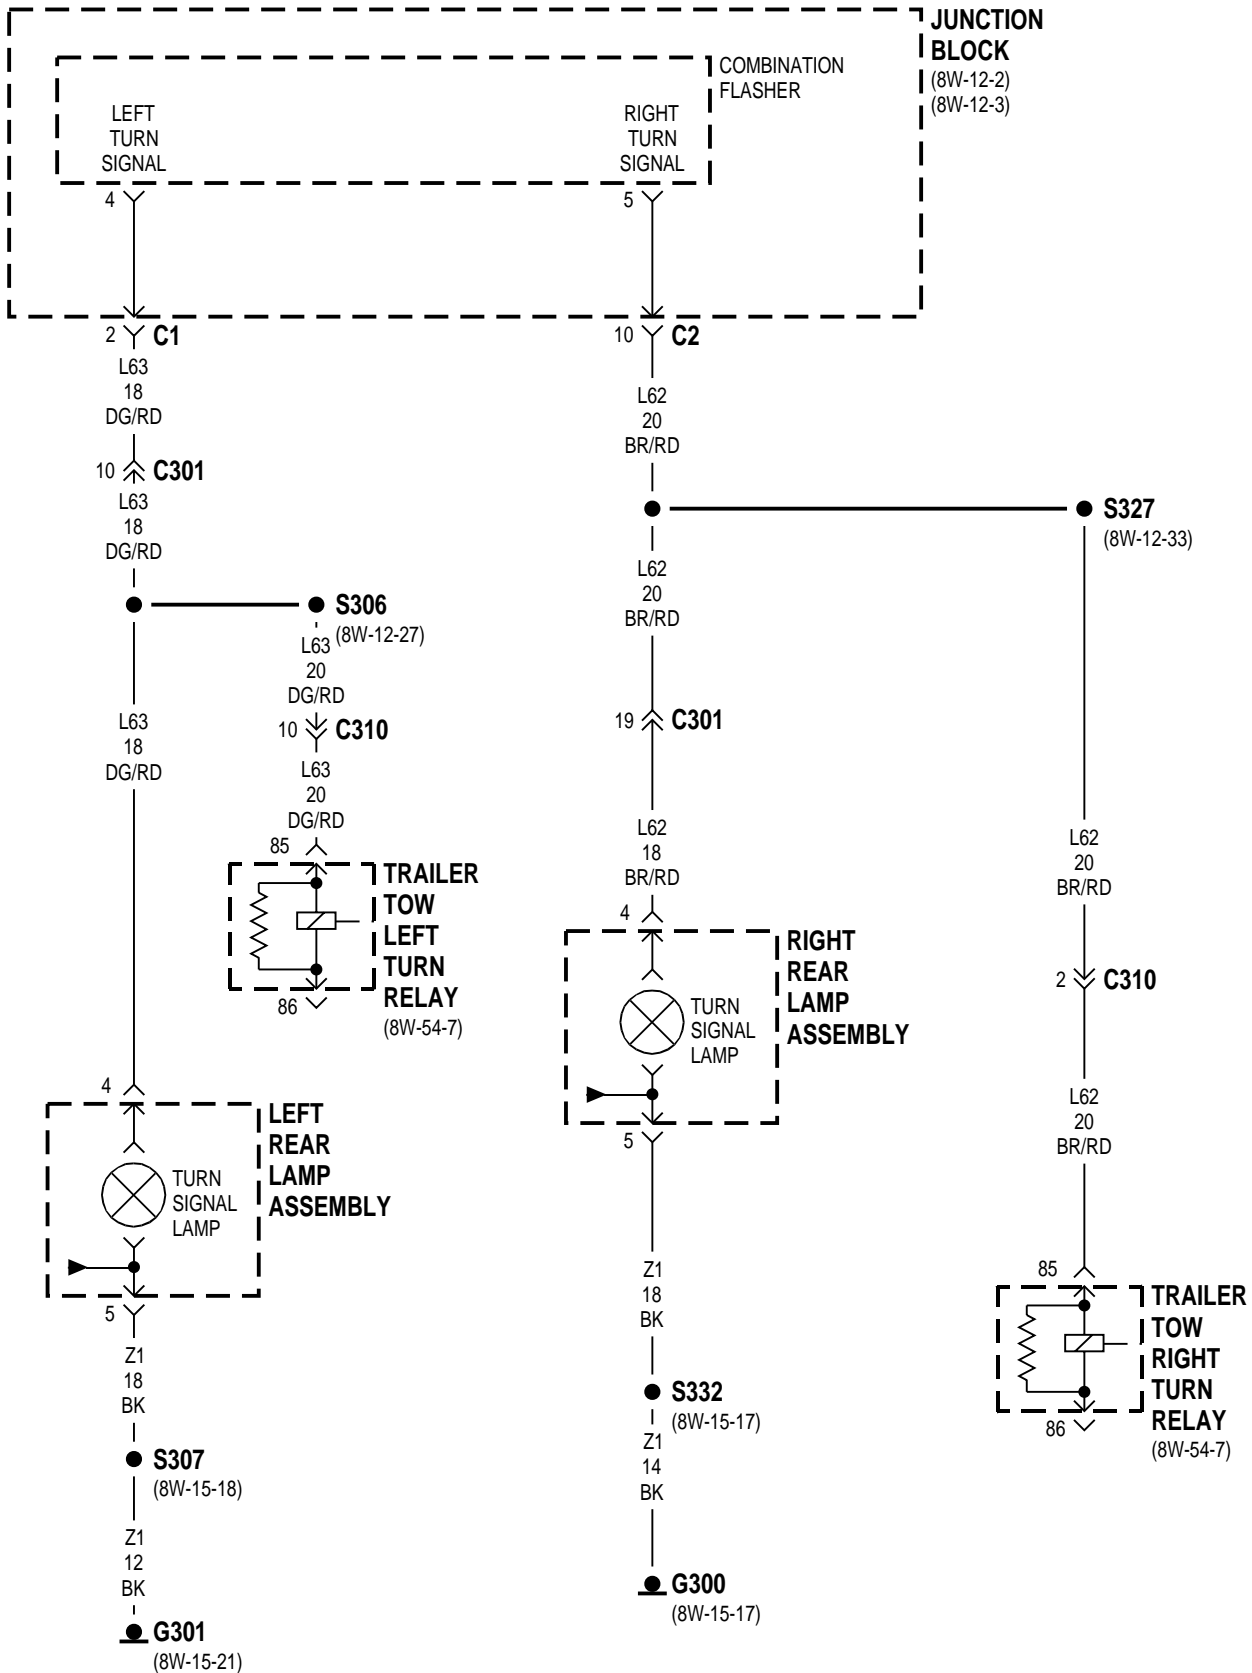 JUNCTION
BLOCK
(8W-12-2)
(8W-12-3)
COMBINATION
FLASHER
LEFT
TURN
SIGNAL
RIGHT
TURN
SIGNAL
4
5
2
C1
10
C2
L63
18
DG/RD
10
C301
L63
18
DG/RD
L62
20
BR/RD
S327
(8W-12-33)
S306
(8W-12-27)
L63
20
DG/RD
10
C310
L63
20
DG/RD
85
L63
18
DG/RD
L62
20
BR/RD
19
C301
L62
18
BR/RD
4
L62
20
BR/RD
2
C310
L62
20
BR/RD
85
TRAILER
TOW
LEFT
TURN
RELAY
(8W-54-7)
86
RIGHT
REAR
LAMP
ASSEMBLY
TURN
SIGNAL
LAMP
5
4
LEFT
REAR
LAMP
ASSEMBLY
TURN
SIGNAL
LAMP
5
Z1
18
BK
S307
(8W-15-18)
Z1
12
BK
G301
(8W-15-21)
Z1
18
BK
S332
(8W-15-17)
Z1
14
BK
G300
(8W-15-17)
TRAILER
TOW
RIGHT
TURN
RELAY
(8W-54-7)
86